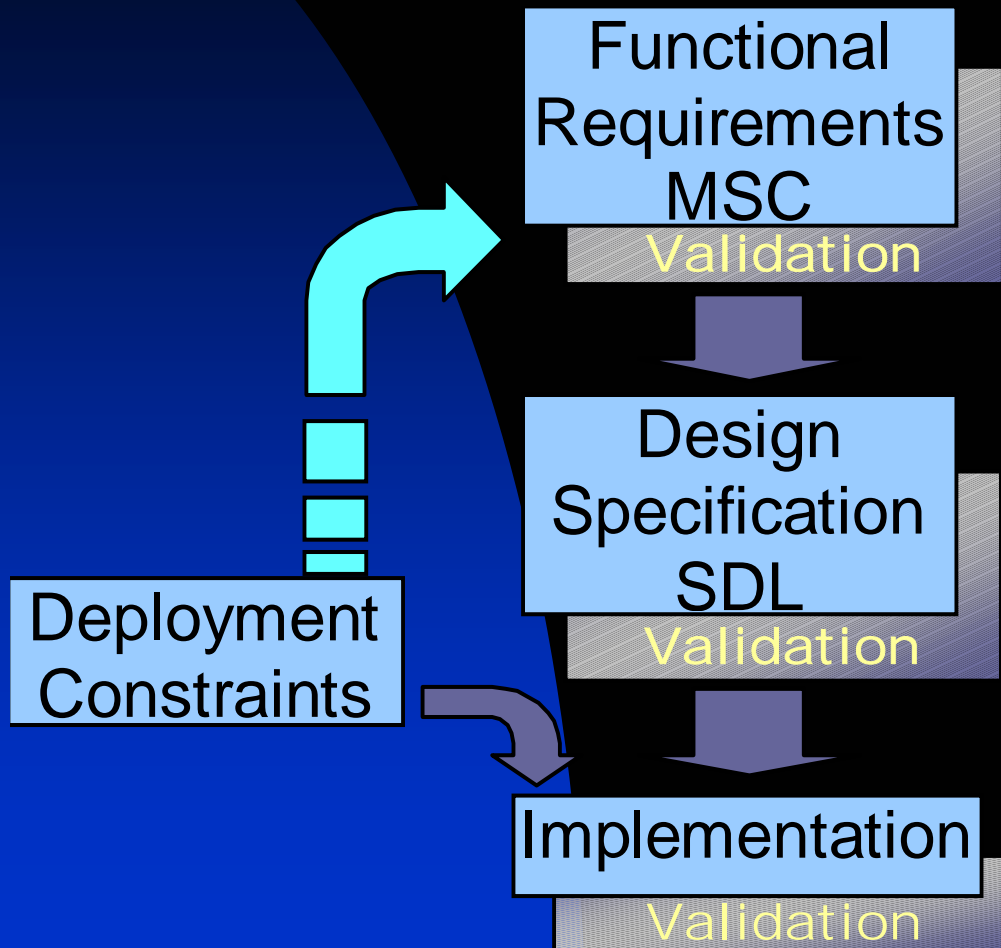 Functional
Requirements
MSC
Validation
Design
Specification
SDL
Validation
Deployment
Constraints
Implementation
Validation